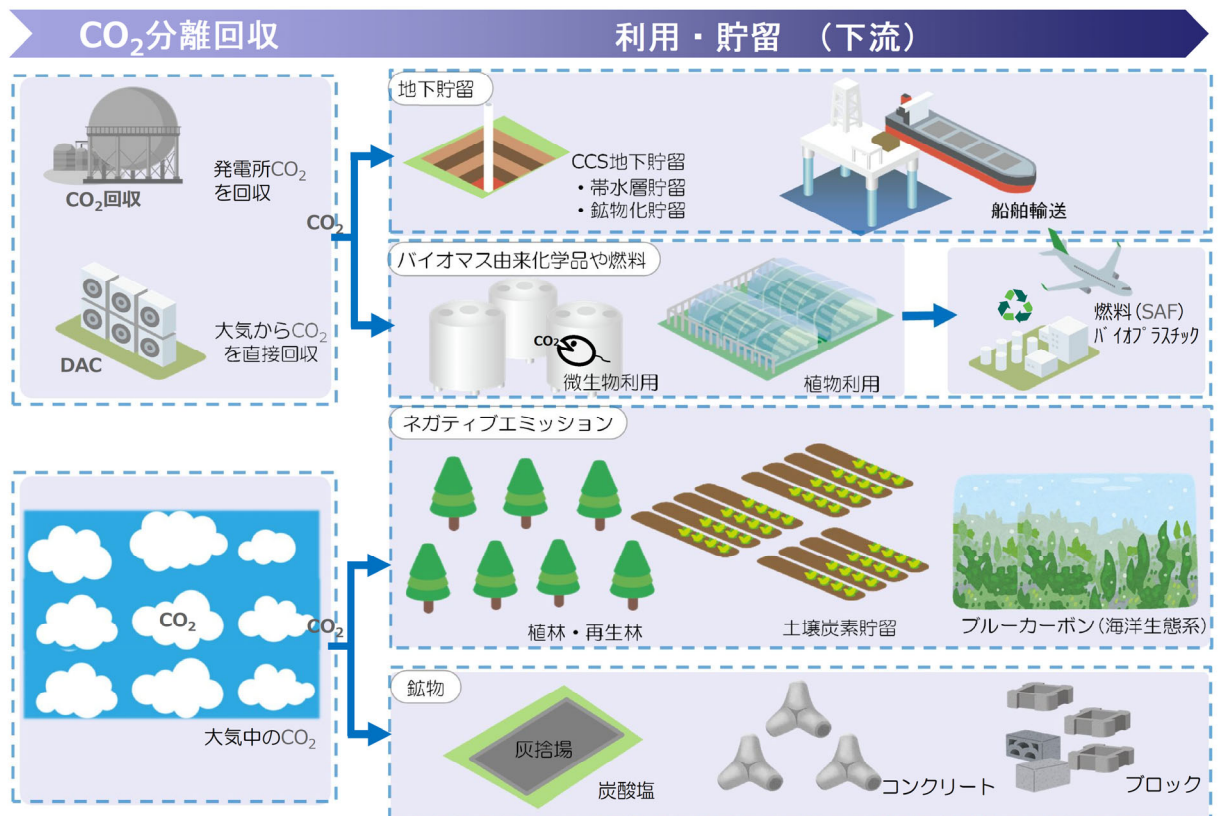 CO₂分離回収
利用・貯留 （下流）
CO₂回収
発電所CO₂
を回収
DAC
大気からCO₂
を直接回収
CO₂
地下貯留
CCS地下貯留
・帯水層貯留
・鉱物化貯留
船舶輸送
バイオマス由来化学品や燃料
CO₂
微生物利用
植物利用
燃料(SAF)
バイオプラスチック
CO₂
大気中のCO₂
CO₂
ネガティブエミッション
植林・再生林
土壌炭素貯留
ブルーカーボン(海洋生態系)
鉱物
灰捨場
炭酸塩
コンクリート
ブロック